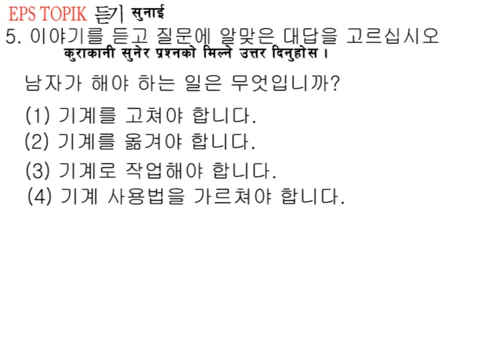 EPS TOPIK 듣기 सुनाई
5. 이야기를 듣고 질문에 알맞은 대답을 고르십시오
कुराकानी सुनेर प्रश्नको मिल्ने उत्तर दिनुहोस ।
남자가 해야 하는 일은 무엇입니까?
(1) 기계를 고쳐야 합니다.
(2) 기계를 옮겨야 합니다.
(3) 기계로 작업해야 합니다.
(4) 기계 사용법을 가르쳐야 합니다.